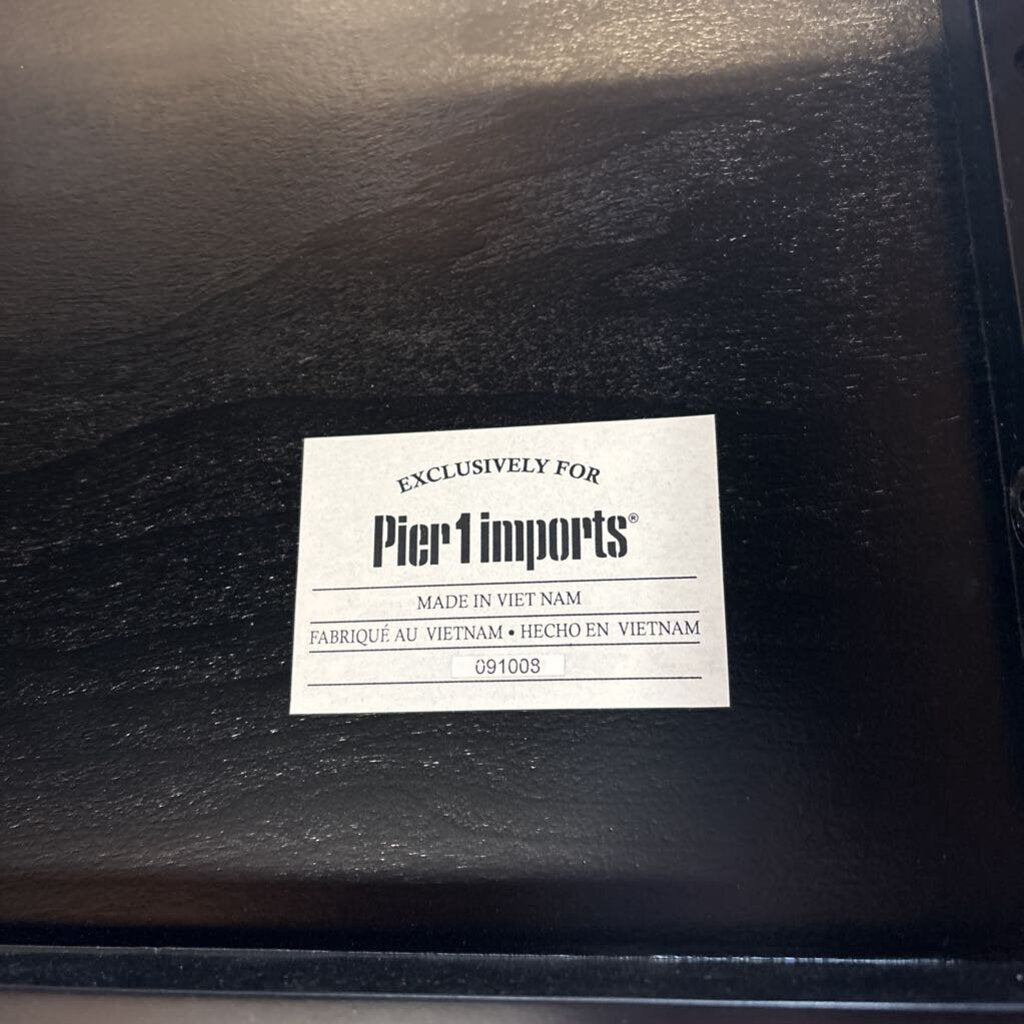 EXCLUSIVELY FOR
Pier 1 imports®
MADE IN VIET NAM
FABRIQUÉ AU VIETNAM • HECHO EN VIETNAM
091008